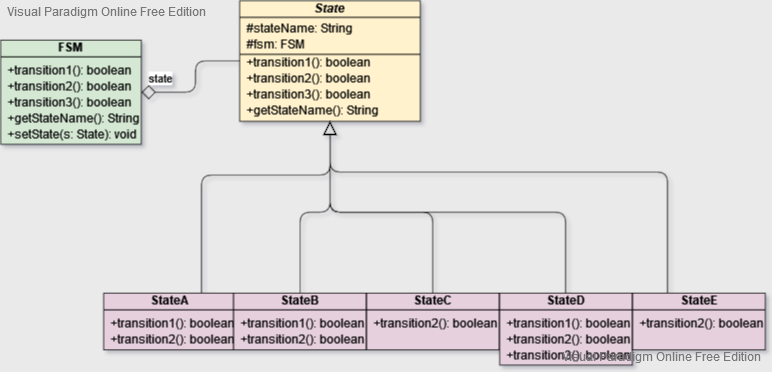 Visual Paradigm Online Free Edition
State
#stateName: String
#fsm: FSM
+transition1(): boolean
+transition2(): boolean
+transition3(): boolean
+getStateName(): String
FSM
+transition1(): boolean
+transition2(): boolean
+transition3(): boolean
+getStateName(): String
+setState(s: State): void
state
StateA
+transition1(): boolean
+transition2(): boolean
StateB
+transition1(): boolean
+transition2(): boolean
StateC
+transition2(): boolean
StateD
+transition1(): boolean
+transition2(): boolean
+transition3(): boolean
StateE
+transition2(): boolean
Visual Paradigm Online Free Edition